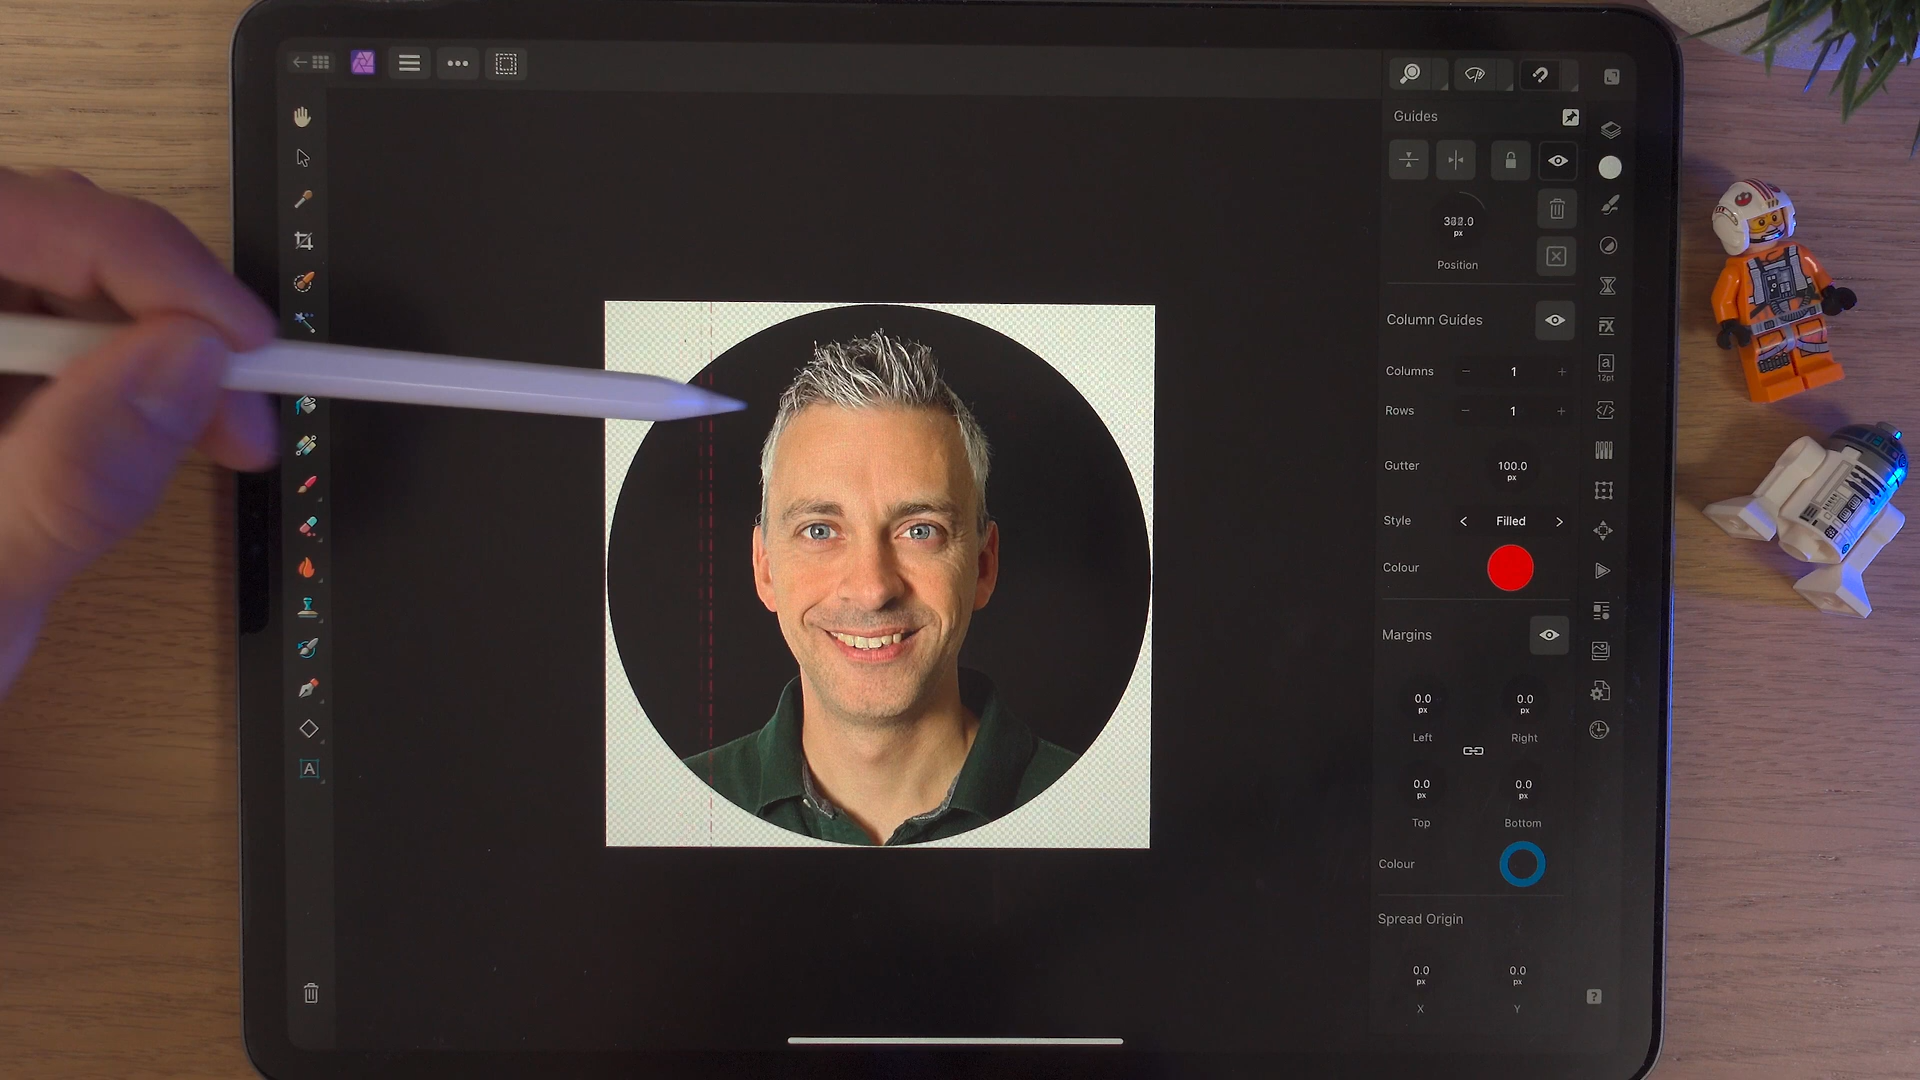 Guides
px
Position
Column Guides
Columns - 1 +
Rows - 1 +
Gutter 100.0
px
Style < Filled >
Colour
Margins
0.0 0.0
px px
Left Right
0.0 0.0
px px
Top Bottom
Colour
Spread Origin
0.0 0.0
px px
X Y
FX
a
12pt
A
?